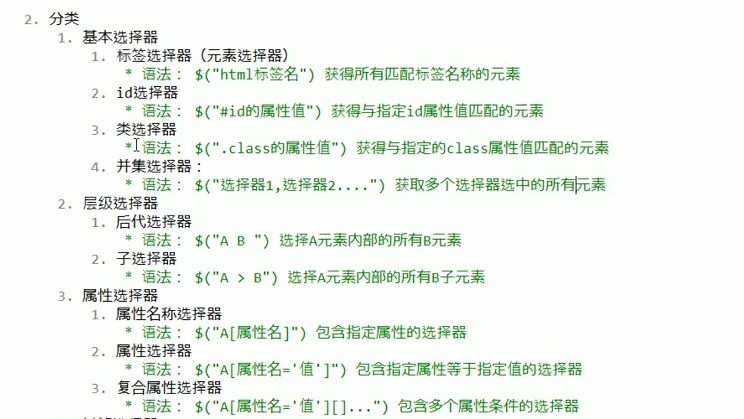 2. 分类
1. 基本选择器
1. 标签选择器（元素选择器）
* 语法： $("html标签名") 获得所有匹配标签名称的元素
2. id选择器
* 语法： $("#id的属性值") 获得与指定id属性值匹配的元素
3. 类选择器
* 语法： $(".class的属性值") 获得与指定的class属性值匹配的元素
4. 并集选择器：
* 语法： $("选择器1,选择器2....") 获取多个选择器选中的所有元素
2. 层级选择器
1. 后代选择器
* 语法： $("A B ") 选择A元素内部的所有B元素
2. 子选择器
* 语法： $("A > B") 选择A元素内部的所有B子元素
3. 属性选择器
1. 属性名称选择器
* 语法： $("A[属性名]") 包含指定属性的选择器
2. 属性选择器
* 语法： $("A[属性名='值']") 包含指定属性等于指定值的选择器
3. 复合属性选择器
* 语法： $("A[属性名='值'][]...") 包含多个属性条件的选择器